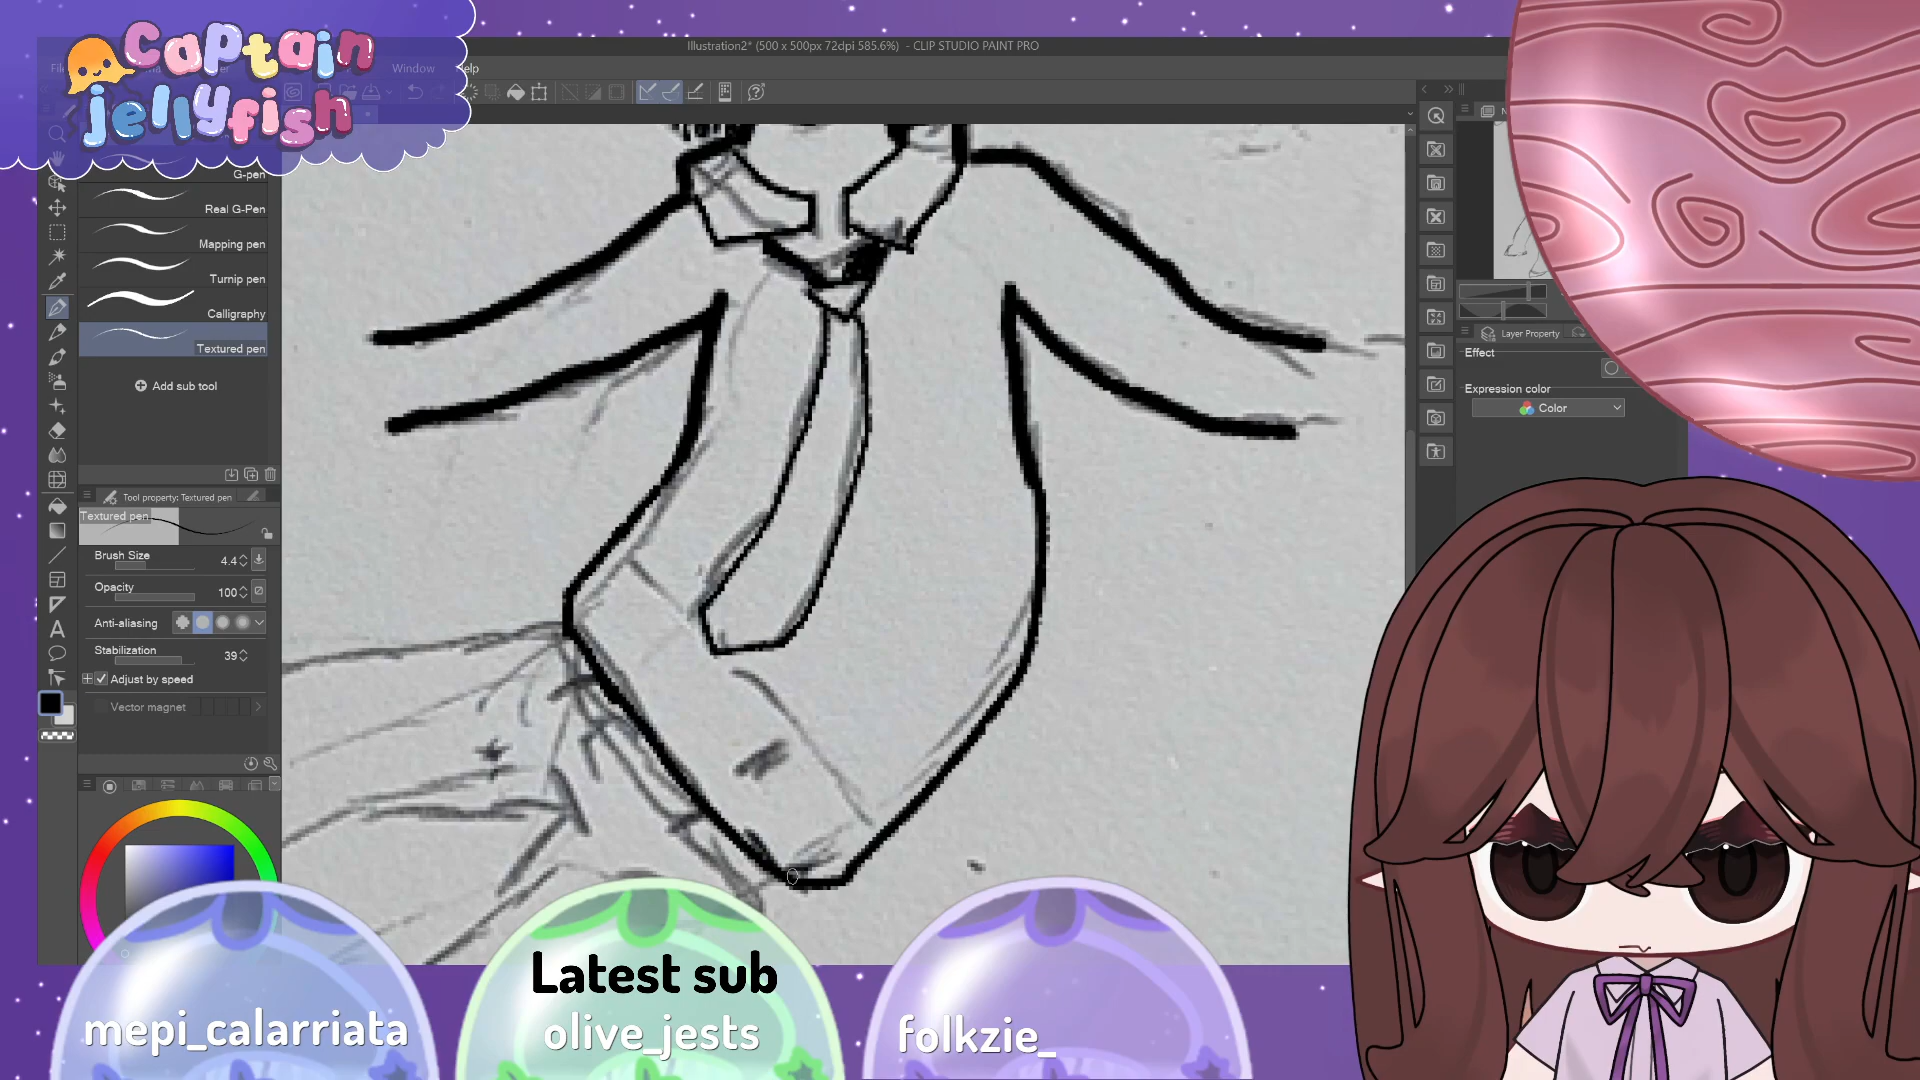 Captain
jellyfish
Illustration2* (500 x 500px 72dpi 585.6%) - CLIP STUDIO PAINT PRO
Window
G-pen
Real G-Pen
Mapping pen
Turnip pen
Calligraphy
Textured pen
Add sub tool
Tool property: Textured pen
Textured pen
Brush Size 4.4
Opacity 100
Anti-aliasing
Stabilization 39
Adjust by speed
Vector magnet
Layer Property
Effect
Expression color
Color
mepi_calarriata
Latest sub
olive_jests
folkzie_